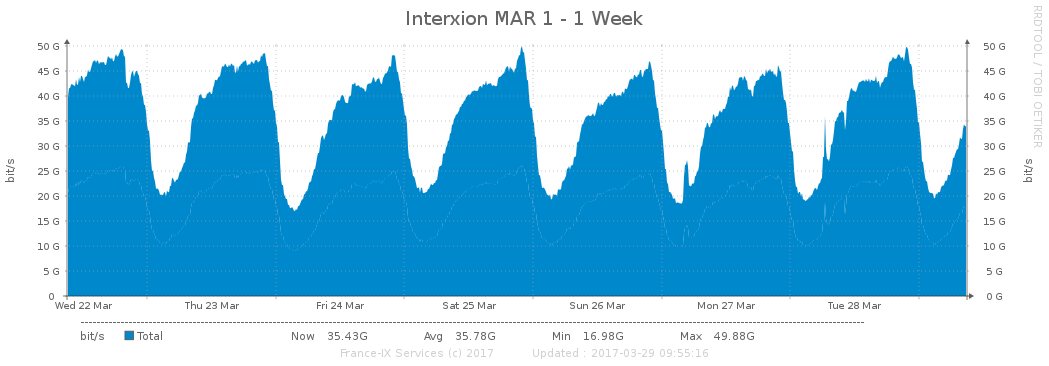 Interxion MAR 1 - 1 Week
RRDTOOL / TOBI OETIKER
bit/s
50 G 50 G
45 G 45 G
40 G 40 G
35 G 35 G
30 G 30 G
25 G 25 G
20 G 20 G
15 G 15 G
10 G 10 G
5 G 5 G
0 0 G
bit/s
Wed 22 Mar Thu 23 Mar Fri 24 Mar Sat 25 Mar Sun 26 Mar Mon 27 Mar Tue 28 Mar
bit/s Total Now 35.43G Avg 35.78G Min 16.98G Max 49.88G
France-IX Services (c) 2017 Updated : 2017-03-29 09:55:16